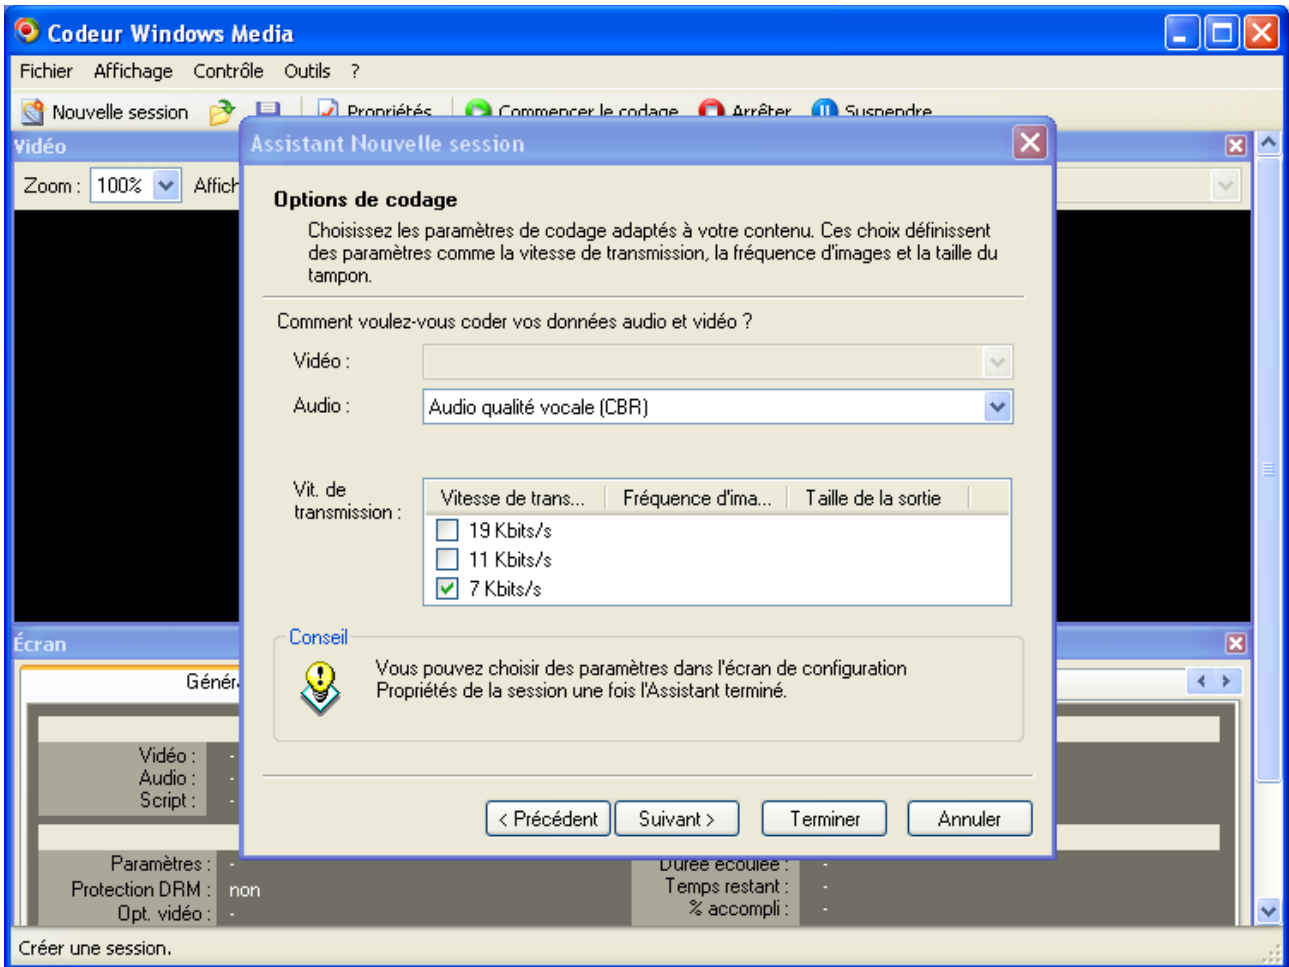 Codeur Windows Media
Fichier Affichage Contrôle Outils ?
Nouvelle session Propriétés Commencer le codage Arrêter Suspendre
Vidéo
Assistant Nouvelle session
Zoom : 100% Affich
Options de codage
Choisissez les paramètres de codage adaptés à votre contenu. Ces choix définissent
des paramètres comme la vitesse de transmission, la fréquence d'images et la taille du
tampon.
Comment voulez-vous coder vos données audio et vidéo ?
Vidéo :
Audio : Audio qualité vocale (CBR)
Vit. de
transmission :
Vitesse de trans... Fréquence d'ima... Taille de la sortie
19 Kbits/s
11 Kbits/s
7 Kbits/s
Conseil
Vous pouvez choisir des paramètres dans l'écran de configuration
Propriétés de la session une fois l'Assistant terminé.
< Précédent Suivant > Terminer Annuler
Écran
Génér
Vidéo : -
Audio : -
Script : -
Paramètres : - Durée écoulée : -
Protection DRM : non Temps restant : -
Opt. vidéo : - % accompli : -
Créer une session.